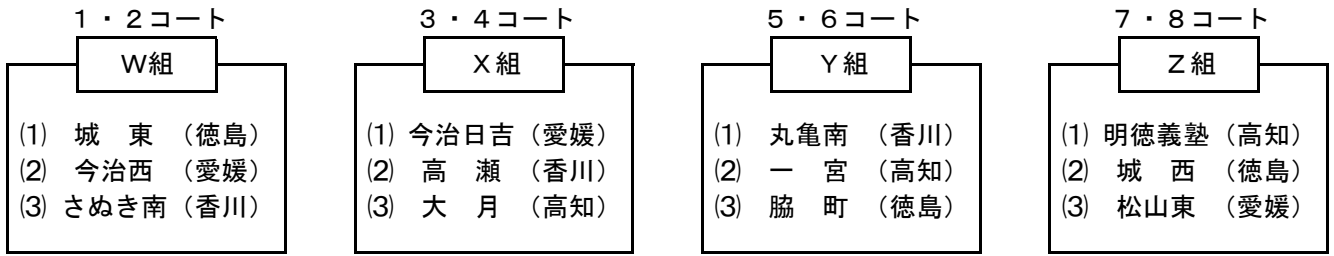 1・2コート
W組
(1) 城 東 (徳島)
(2) 今治西 (愛媛)
(3) さぬき南 (香川)
3・4コート
X組
(1) 今治日吉 (愛媛)
(2) 高 瀬 (香川)
(3) 大 月 (高知)
5・6コート
Y組
(1) 丸亀南 (香川)
(2) 一 宮 (高知)
(3) 脇 町 (徳島)
7・8コート
Z組
(1) 明徳義塾 (高知)
(2) 城 西 (徳島)
(3) 松山東 (愛媛)